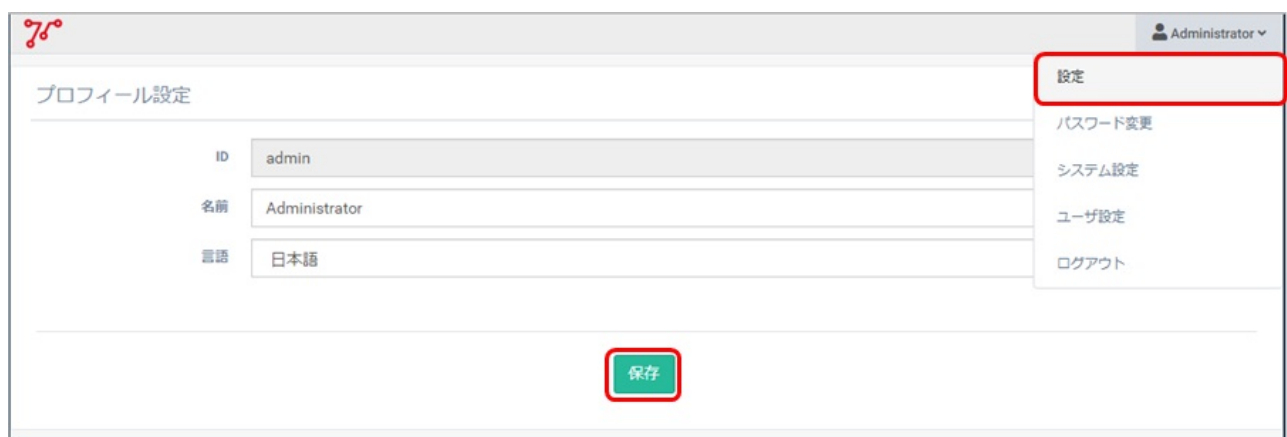 Administrator
設定
プロフィール設定
パスワード変更
ID admin
システム設定
名前 Administrator
ユーザ設定
言語 日本語
ログアウト
保存